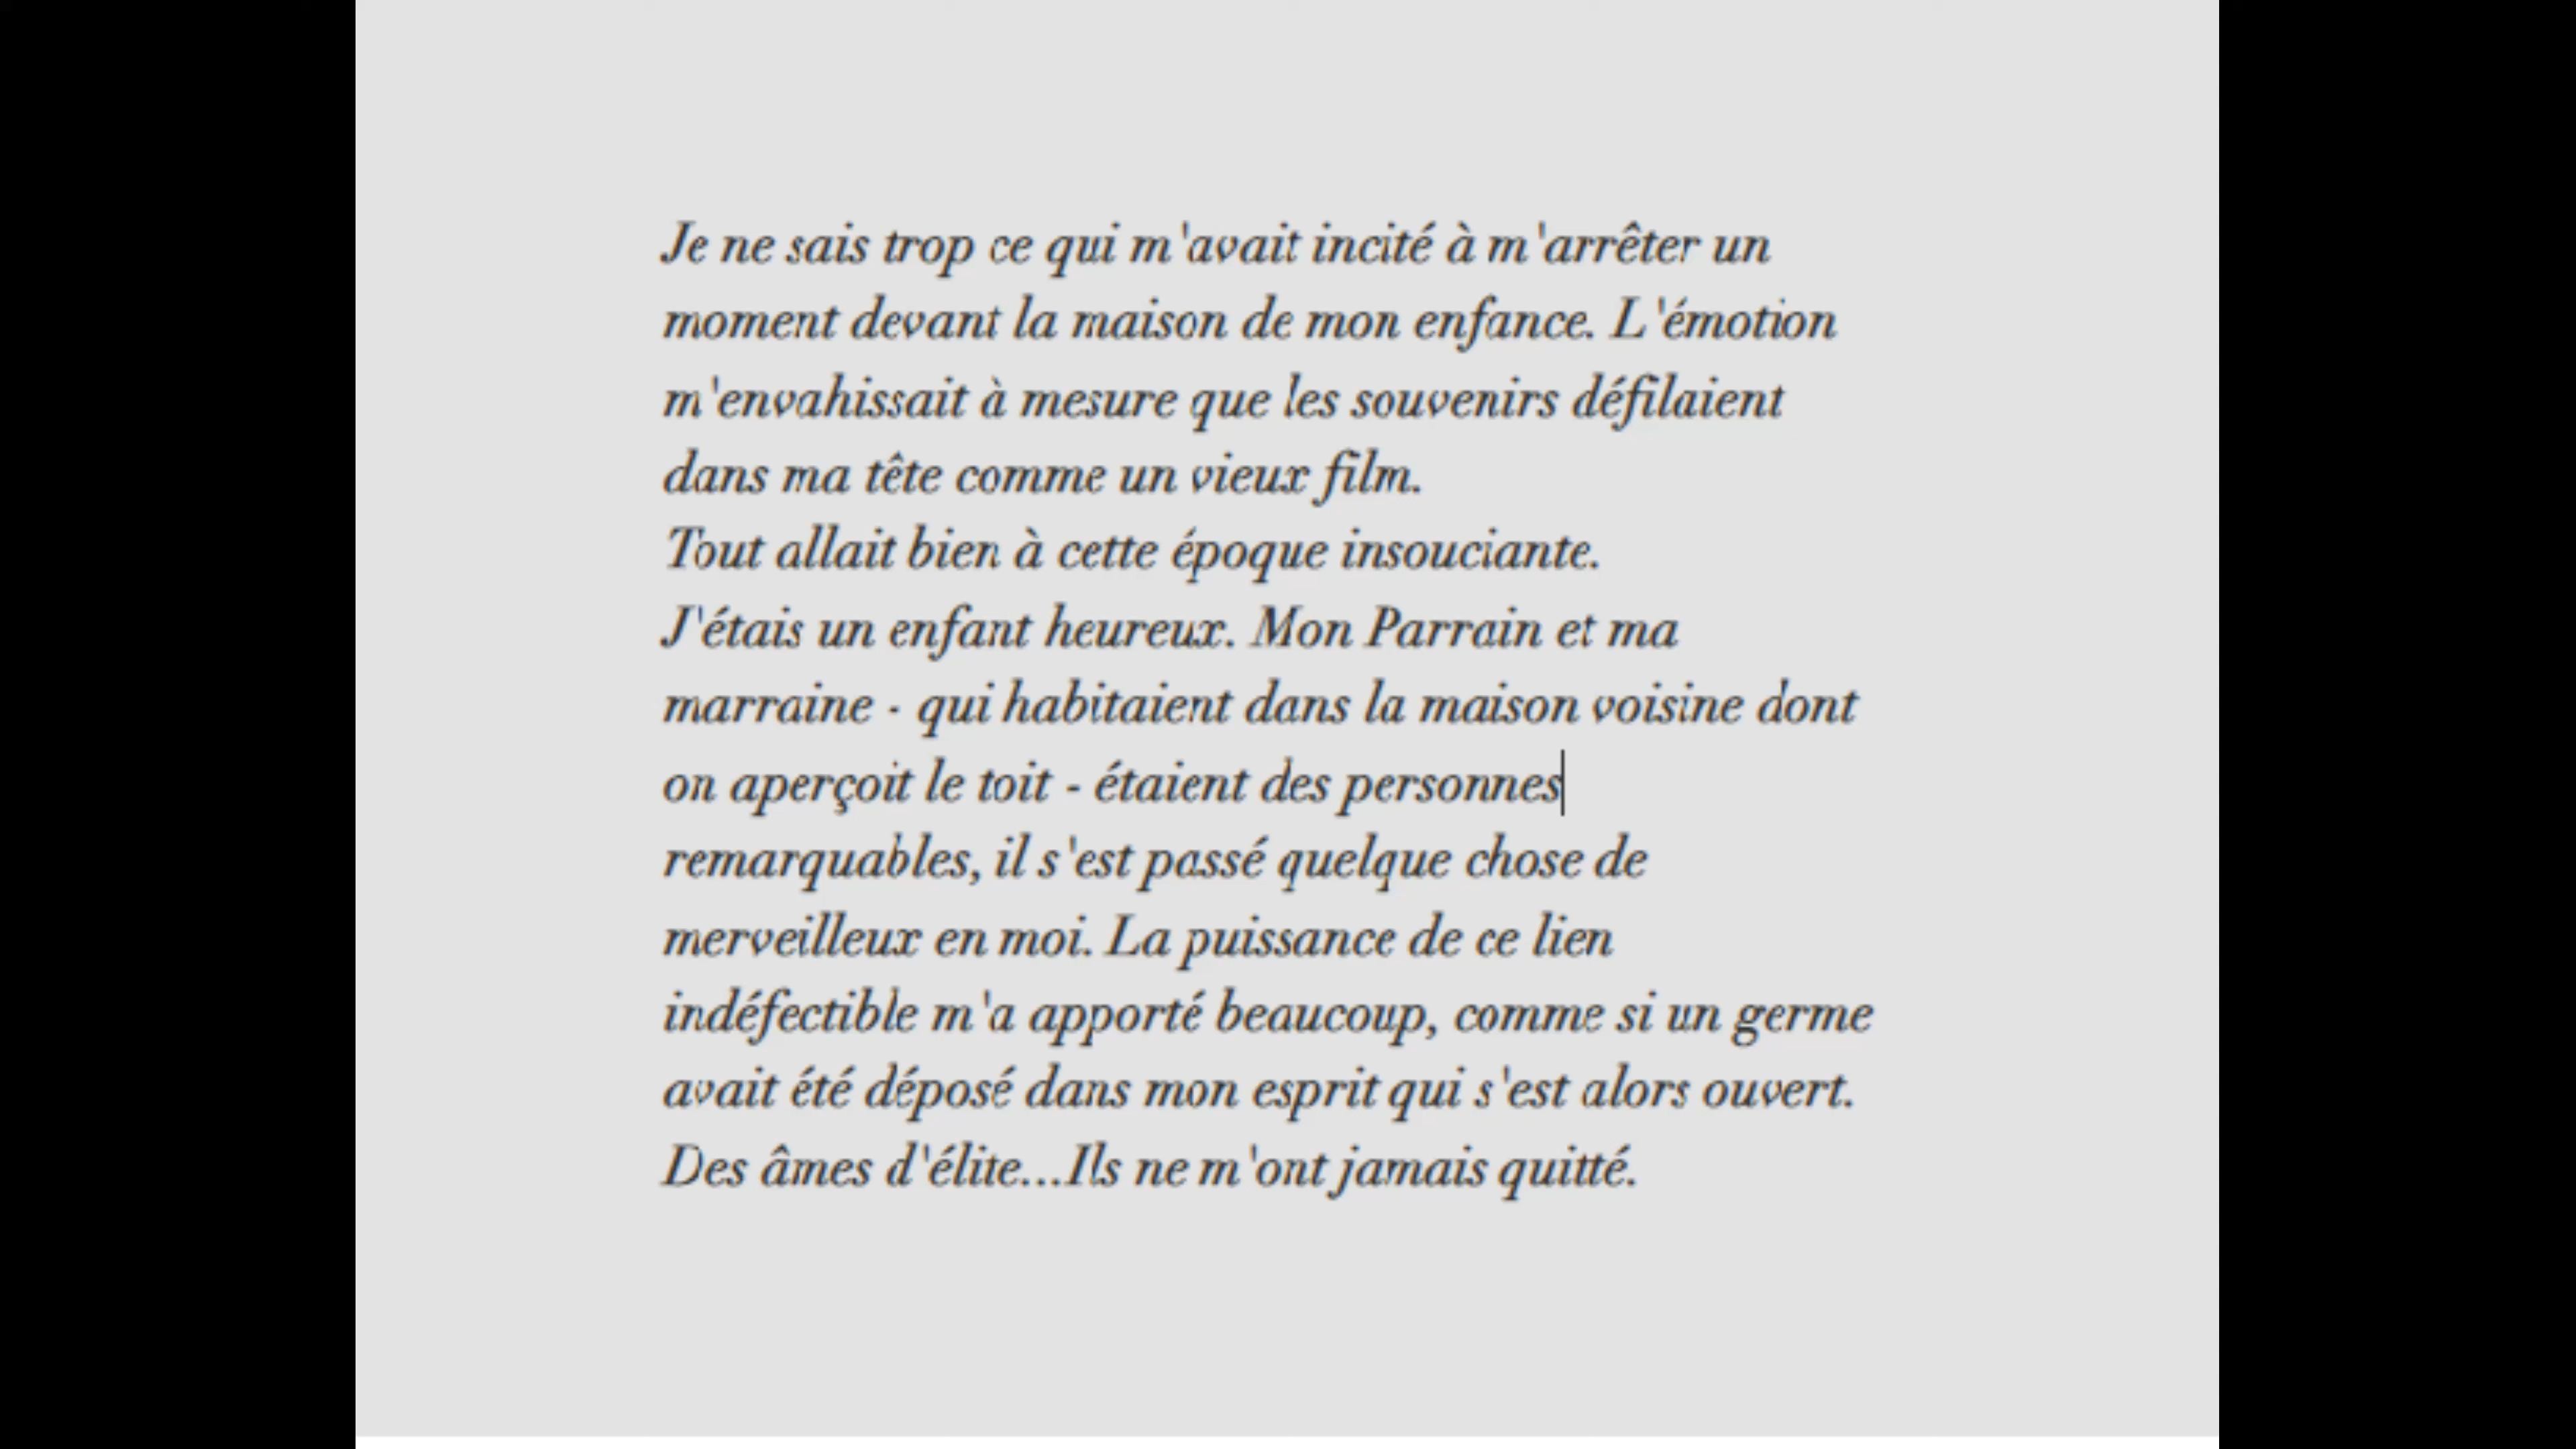 Je ne sais trop ce qui m'avait incité à m'arrêter un
moment devant la maison de mon enfance. L'émotion
m'envahissait à mesure que les souvenirs défilaient
dans ma tête comme un vieux film.
Tout allait bien à cette époque insouciante.
J'étais un enfant heureux. Mon Parrain et ma
marraine - qui habitaient dans la maison voisine dont
on aperçoit le toit - étaient des personnes
remarquables, il s'est passé quelque chose de
merveilleux en moi. La puissance de ce lien
indéfectible m'a apporté beaucoup, comme si un germe
avait été déposé dans mon esprit qui s'est alors ouvert.
Des âmes d'élite...Ils ne m'ont jamais quitté.